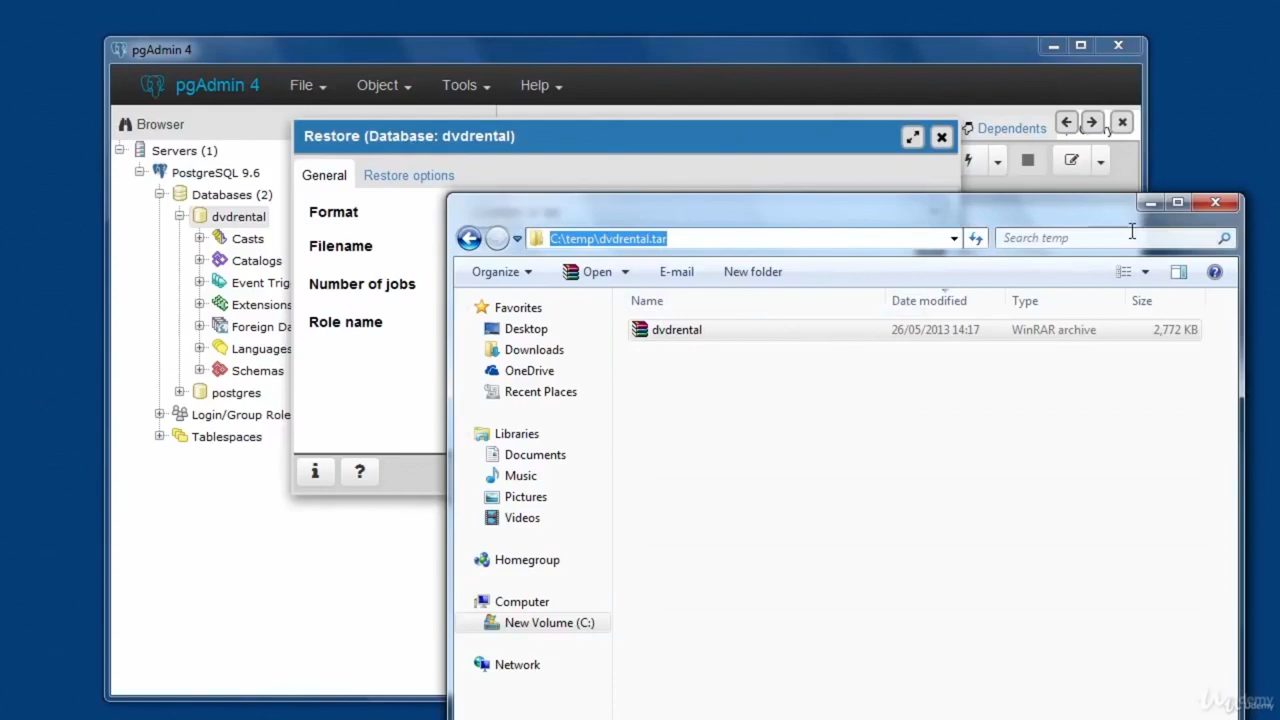 pgAdmin 4
pgAdmin 4 File Object Tools Help
Browser
Dependents
Servers (1)
PostgreSQL 9.6
Databases (2)
dvdrental
Casts
Catalogs
Event Trig
Extensions
Foreign Da
Languages
Schemas
postgres
Login/Group Role
Tablespaces
Restore (Database: dvdrental)
General Restore options
Format
Filename
Number of jobs
Role name
i ?
C:\temp\dvdrental.tar Search temp
Organize Open E-mail New folder
Favorites
Desktop
Downloads
OneDrive
Recent Places
Libraries
Documents
Music
Pictures
Videos
Homegroup
Computer
New Volume (C:)
Network
Name Date modified Type Size
dvdrental 26/05/2013 14:17 WinRAR archive 2,772 KB
Udemy